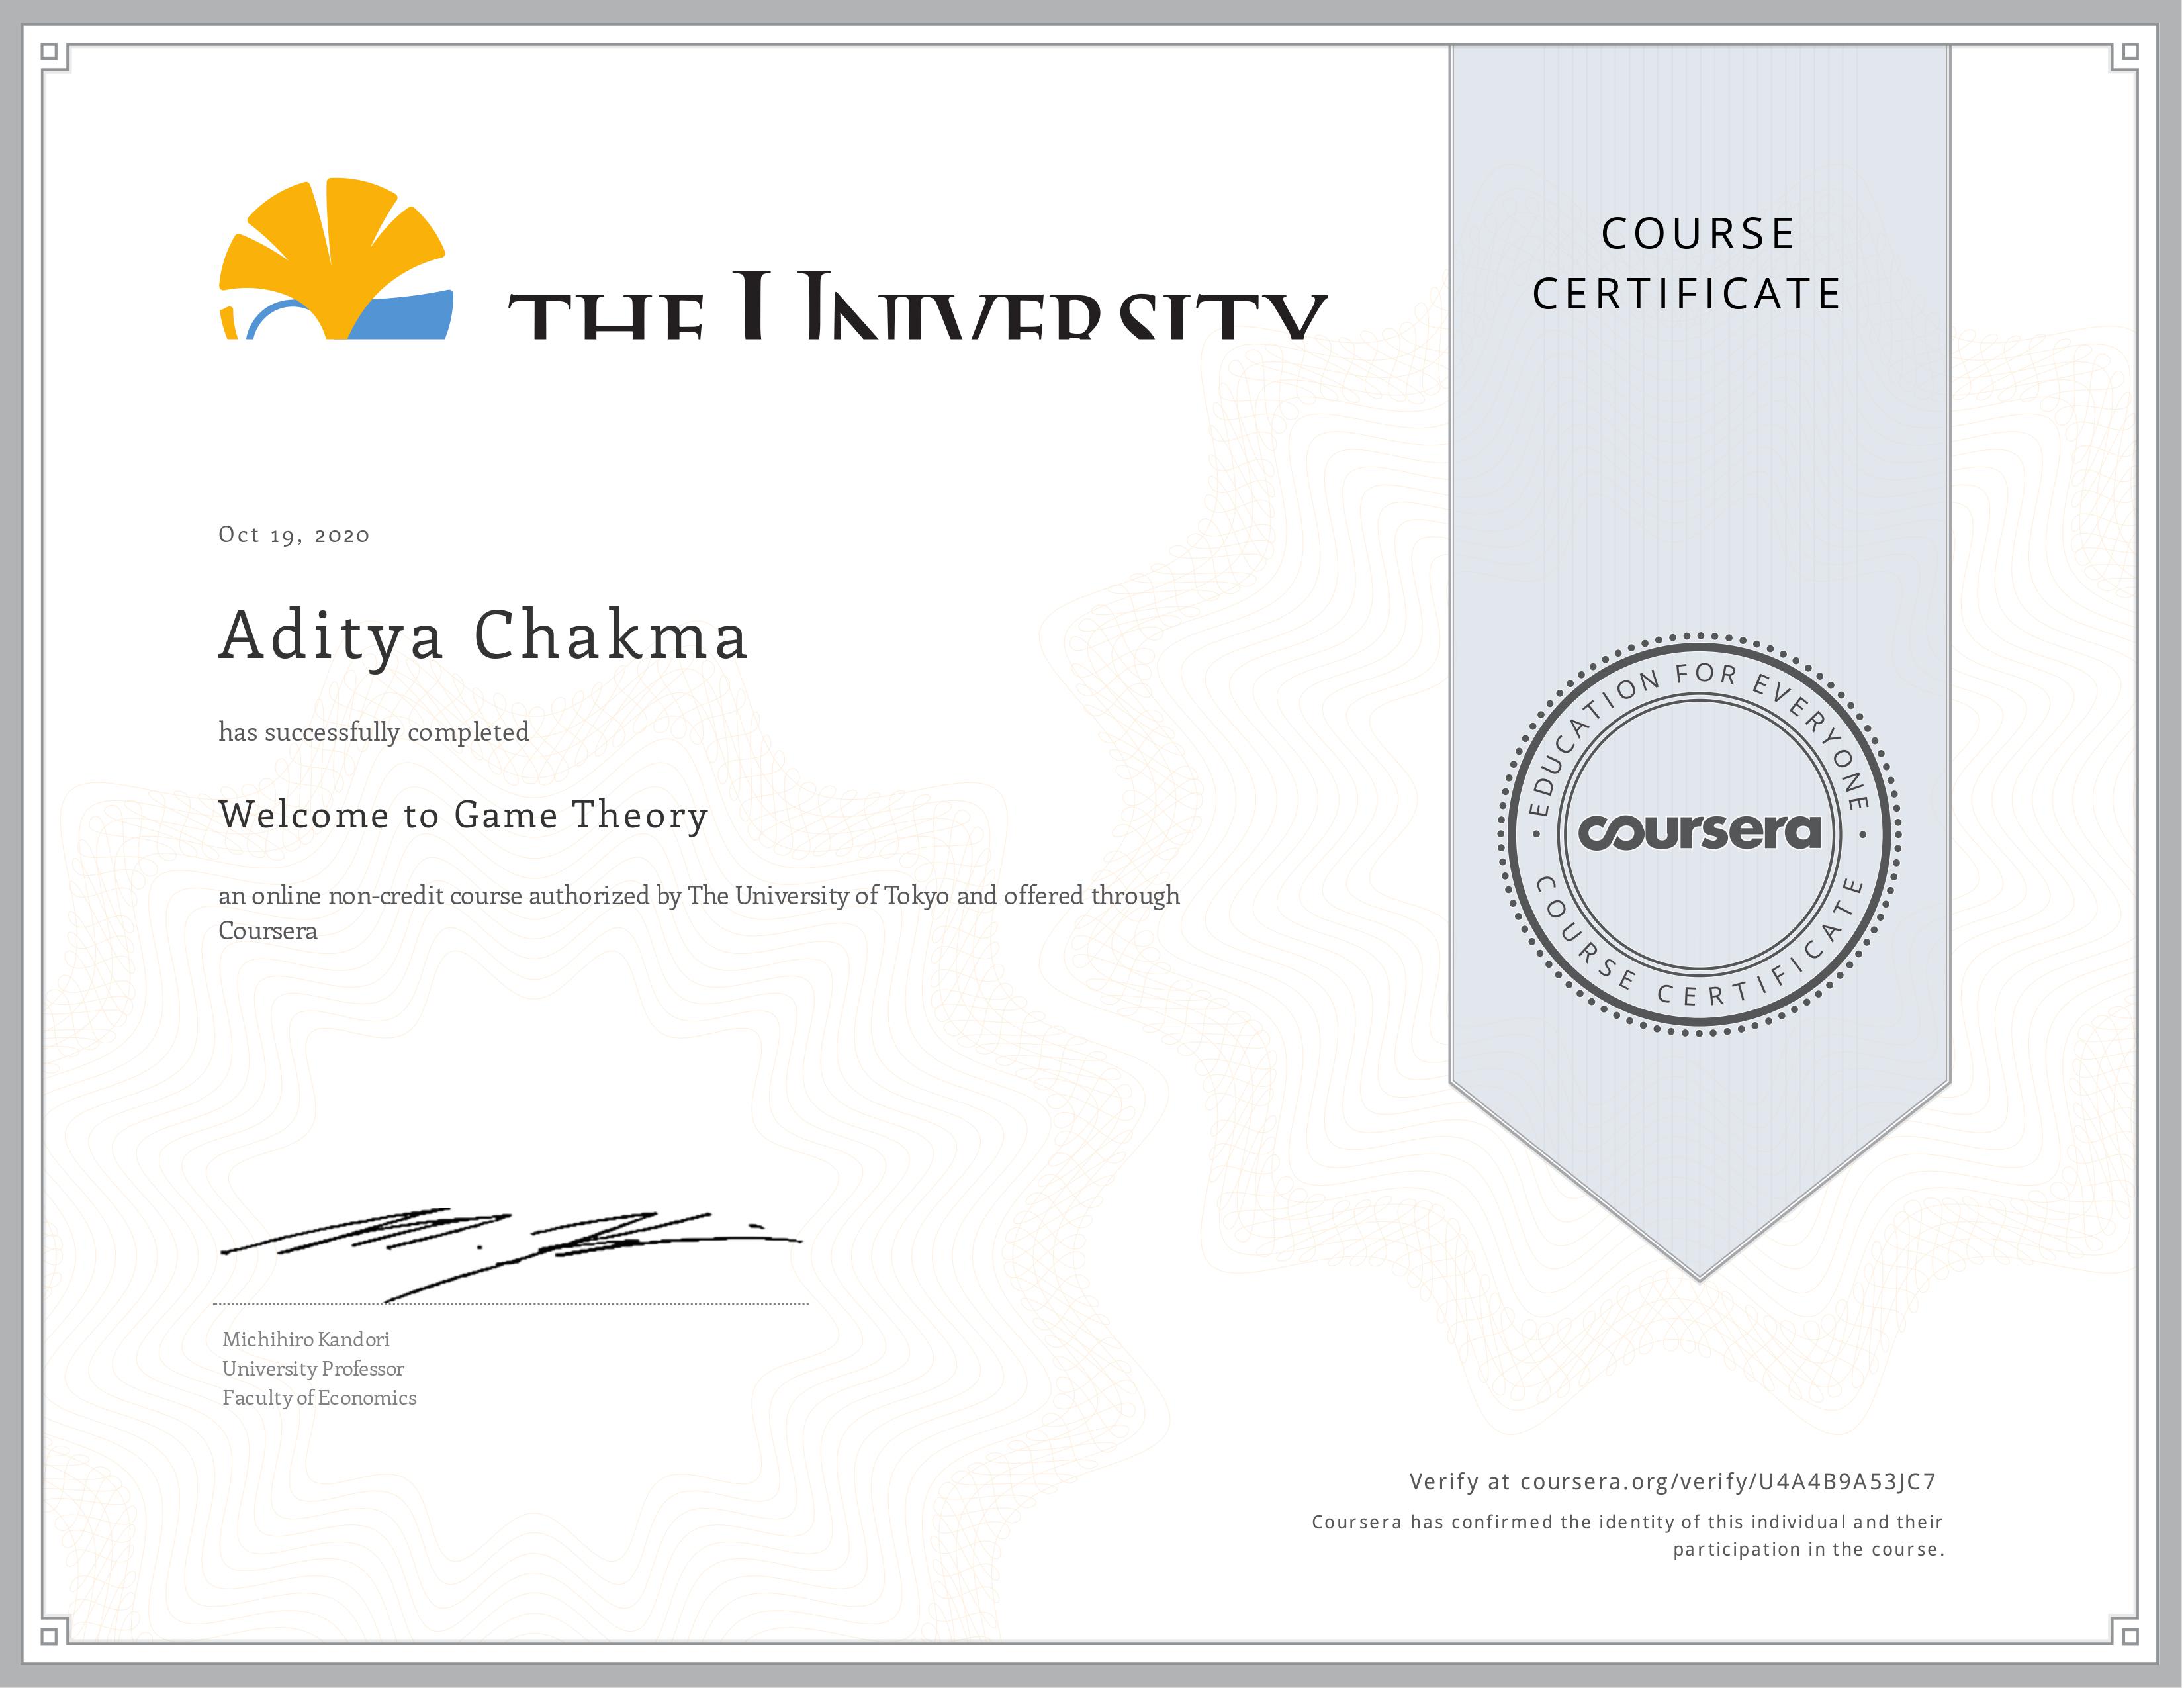 THE UNIVERSITY
COURSE
CERTIFICATE
Oct 19, 2020
Aditya Chakma
has successfully completed
Welcome to Game Theory
an online non-credit course authorized by The University of Tokyo and offered through
Coursera
EDUCATION FOR EVERYONE
coursera
COURSE CERTIFICATE
Michihiro Kandori
University Professor
Faculty of Economics
Verify at coursera.org/verify/U4A4B9A53JC7
Coursera has confirmed the identity of this individual and their
participation in the course.